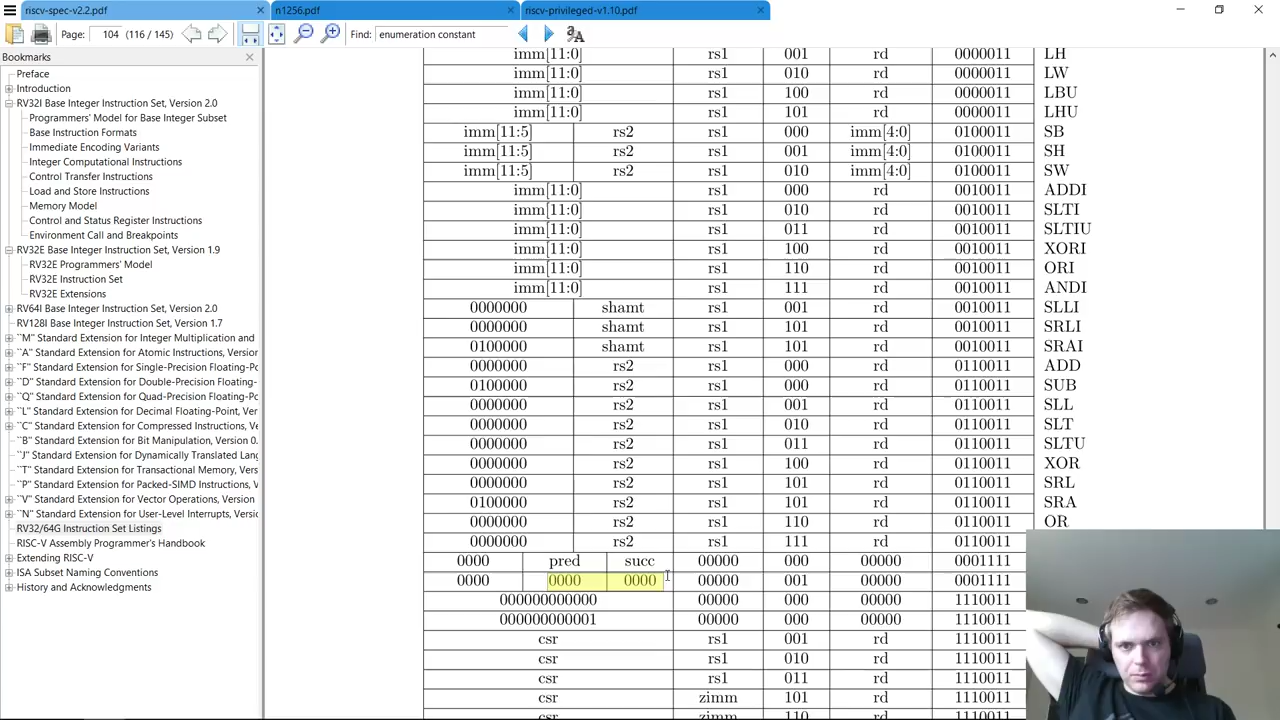 riscv-spec-v2.2.pdf × n1256.pdf × riscv-privileged-v1.10.pdf ×
Page: 104 (116 / 145) Find: enumeration constant
Bookmarks
Preface
Introduction
RV32I Base Integer Instruction Set, Version 2.0
Programmers' Model for Base Integer Subset
Base Instruction Formats
Immediate Encoding Variants
Integer Computational Instructions
Control Transfer Instructions
Load and Store Instructions
Memory Model
Control and Status Register Instructions
Environment Call and Breakpoints
RV32E Base Integer Instruction Set, Version 1.9
RV32E Programmers' Model
RV32E Instruction Set
RV32E Extensions
RV64I Base Integer Instruction Set, Version 2.0
RV128I Base Integer Instruction Set, Version 1.7
``M'' Standard Extension for Integer Multiplication and
``A'' Standard Extension for Atomic Instructions, Version
``F'' Standard Extension for Single-Precision Floating-Po
``D'' Standard Extension for Double-Precision Floating-
``Q'' Standard Extension for Quad-Precision Floating-Po
``L'' Standard Extension for Decimal Floating-Point, Ver
``C'' Standard Extension for Compressed Instructions, Ve
``B'' Standard Extension for Bit Manipulation, Version 0.
``J'' Standard Extension for Dynamically Translated Lang
``T'' Standard Extension for Transactional Memory, Vers
``P'' Standard Extension for Packed-SIMD Instructions, V
``V'' Standard Extension for Vector Operations, Version
``N'' Standard Extension for User-Level Interrupts, Versio
RV32/64G Instruction Set Listings
RISC-V Assembly Programmer's Handbook
Extending RISC-V
ISA Subset Naming Conventions
History and Acknowledgments
imm[11:0] rs1 001 rd 0000011 LH
imm[11:0] rs1 010 rd 0000011 LW
imm[11:0] rs1 100 rd 0000011 LBU
imm[11:0] rs1 101 rd 0000011 LHU
imm[11:5] rs2 rs1 000 imm[4:0] 0100011 SB
imm[11:5] rs2 rs1 001 imm[4:0] 0100011 SH
imm[11:5] rs2 rs1 010 imm[4:0] 0100011 SW
imm[11:0] rs1 000 rd 0010011 ADDI
imm[11:0] rs1 010 rd 0010011 SLTI
imm[11:0] rs1 011 rd 0010011 SLTIU
imm[11:0] rs1 100 rd 0010011 XORI
imm[11:0] rs1 110 rd 0010011 ORI
imm[11:0] rs1 111 rd 0010011 ANDI
0000000 shamt rs1 001 rd 0010011 SLLI
0000000 shamt rs1 101 rd 0010011 SRLI
0100000 shamt rs1 101 rd 0010011 SRAI
0000000 rs2 rs1 000 rd 0110011 ADD
0100000 rs2 rs1 000 rd 0110011 SUB
0000000 rs2 rs1 001 rd 0110011 SLL
0000000 rs2 rs1 010 rd 0110011 SLT
0000000 rs2 rs1 011 rd 0110011 SLTU
0000000 rs2 rs1 100 rd 0110011 XOR
0000000 rs2 rs1 101 rd 0110011 SRL
0100000 rs2 rs1 101 rd 0110011 SRA
0000000 rs2 rs1 110 rd 0110011 OR
0000000 rs2 rs1 111 rd 0110011
0000 pred succ 00000 000 00000 0001111
0000 0000 0000 00000 001 00000 0001111
000000000000 00000 000 00000 1110011
000000000001 00000 000 00000 1110011
csr rs1 001 rd 1110011
csr rs1 010 rd 1110011
csr rs1 011 rd 1110011
csr zimm 101 rd 1110011
csr zimm 110 rd 1110011